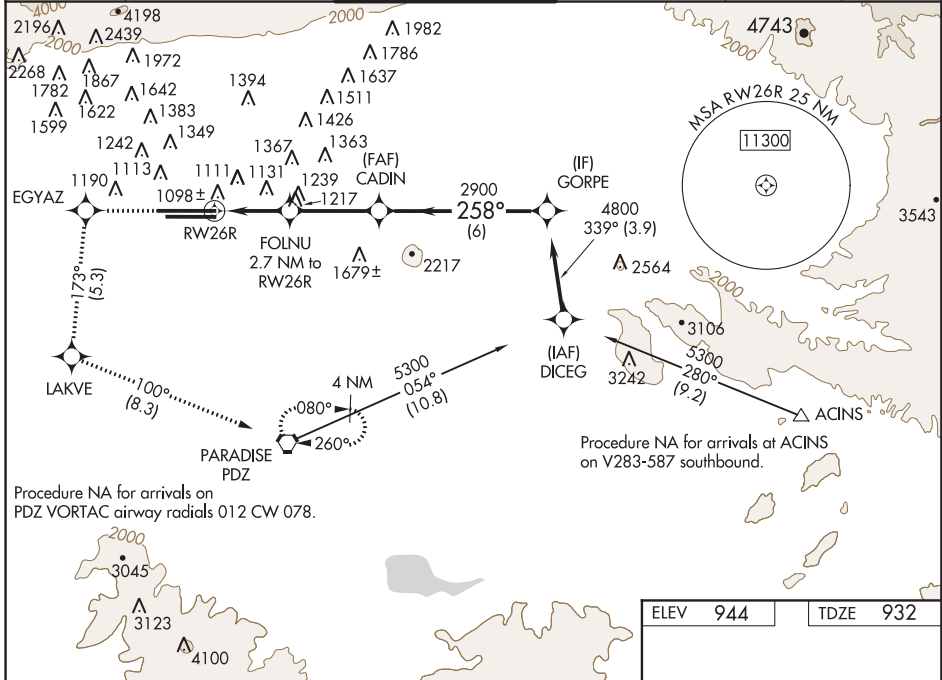 4000
4198
2000
1982
4743
2196
2439
2000
2000
1786
1972
2268
1867
1637
1782
1642
1394
1511
1622
1383
1599
1426
MSA RW26R 25 NM
1349
1242
1367
1363
11300
1113
1111
1131
(FAF)
CADIN
(IF)
GORPE
1190
1239
2900
EGYAZ
1098±
1217
258°
(6)
4800
339° (3.9)
3543
RW26R
FOLNU
2.7 NM to
RW26R
1679±
2217
2564
173°
(5.3)
2000
3106
LAKVE
(IAF)
DICEG
3242
5300
280°
(9.2)
100°
(8.3)
4 NM
5300
054°
(10.8)
080°
260°
ACINS
PARADISE
PDZ
Procedure NA for arrivals at ACINS
on V283-587 southbound.
Procedure NA for arrivals on
PDZ VORTAC airway radials 012 CW 078.
2000
3045
3123
4100
ELEV 944
TDZE 932